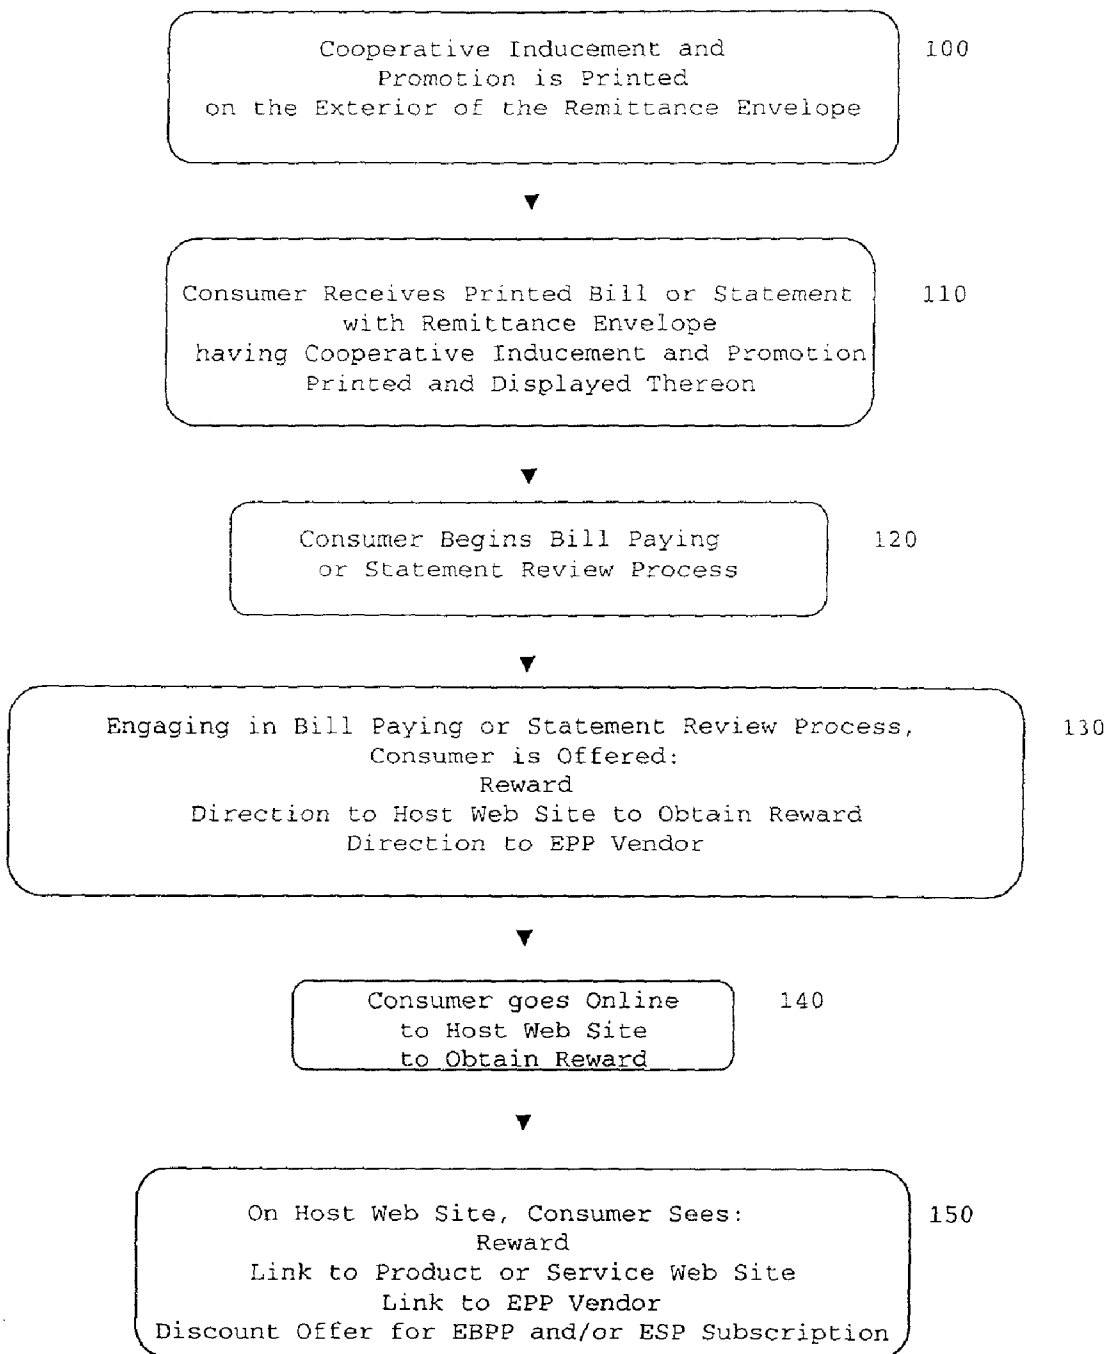 Cooperative Inducement and
Promotion is Printed
on the Exterior of the Remittance Envelope
100
Consumer Receives Printed Bill or Statement
with Remittance Envelope
having Cooperative Inducement and Promotion
Printed and Displayed Thereon
110
Consumer Begins Bill Paying
or Statement Review Process
120
Engaging in Bill Paying or Statement Review Process,
Consumer is Offered:
Reward
Direction to Host Web Site to Obtain Reward
Direction to EPP Vendor
130
Consumer goes Online
to Host Web Site
to Obtain Reward
140
On Host Web Site, Consumer Sees:
Reward
Link to Product or Service Web Site
Link to EPP Vendor
Discount Offer for EBPP and/or ESP Subscription
150